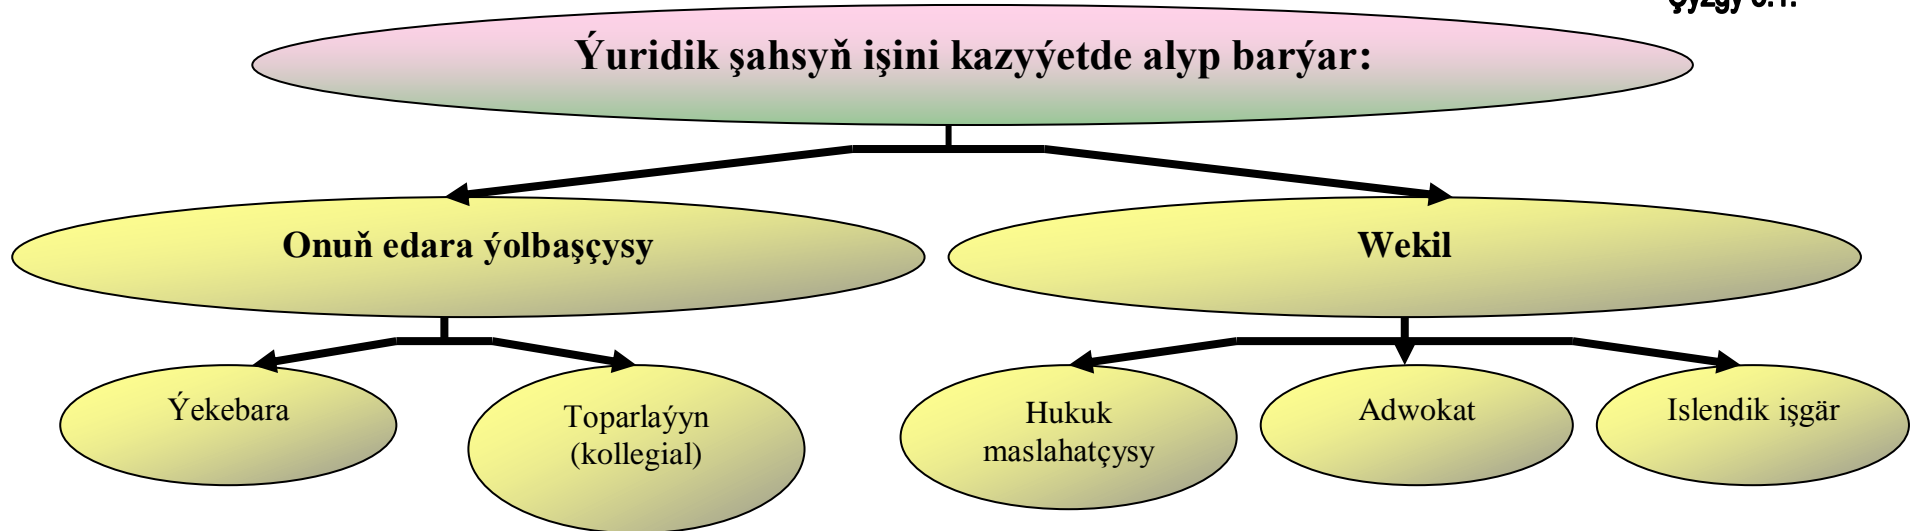 Ýuridik şahsyň işini kazyýetde alyp barýar:
Onuň edara ýolbaşçysy
Wekil
Ýekebara
Toparlaýyn
(kollegial)
Hukuk
maslahatçysy
Adwokat
Islendik işgär